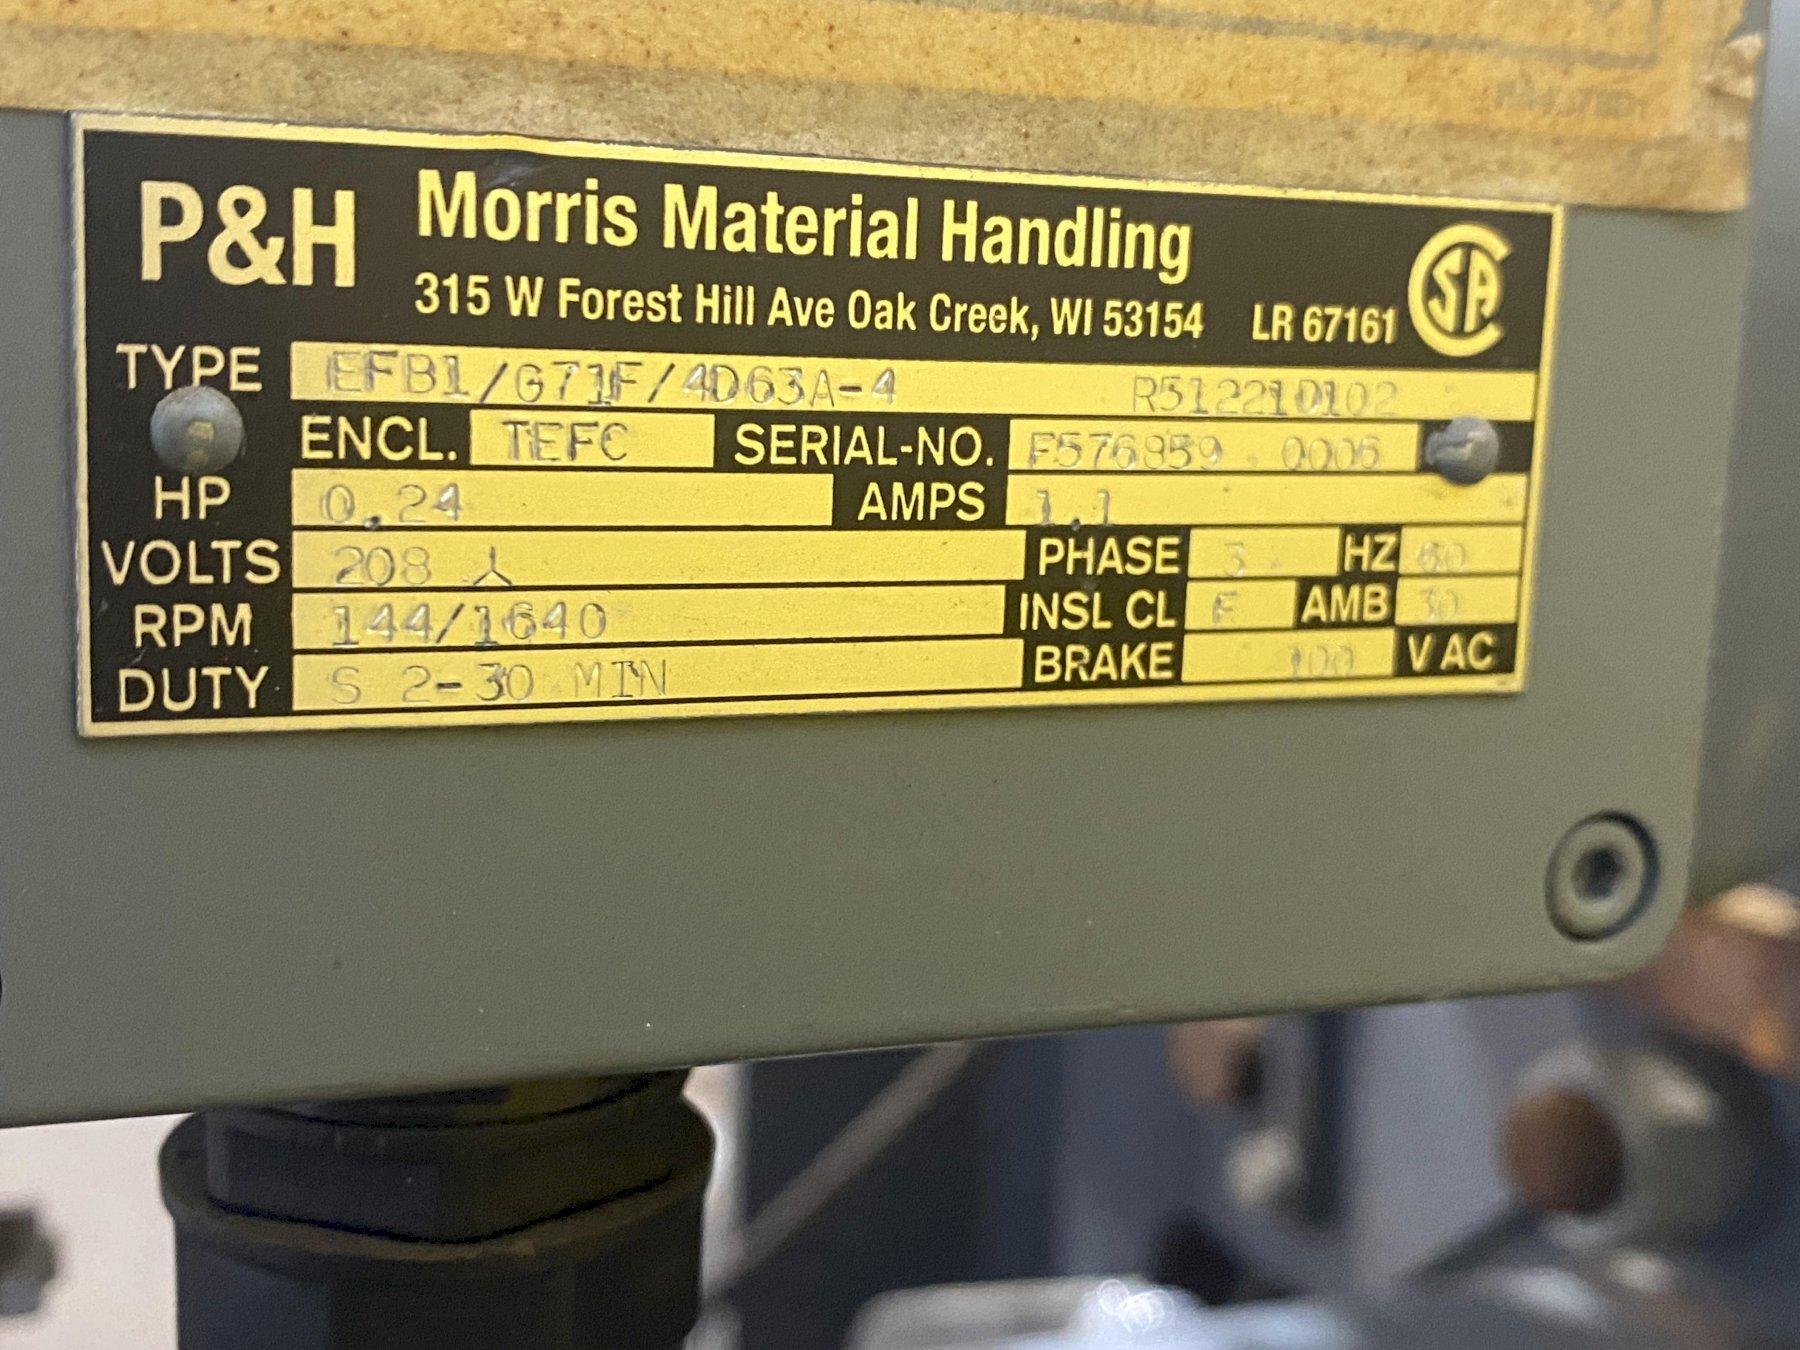 P&H Morris Material Handling
315 W Forest Hill Ave Oak Creek, WI 53154 LR 67161 CSA
TYPE EFB1/G71F/4D63A-4 R512210102
ENCL. TEFC SERIAL-NO. F576859 0005
HP 0.24 AMPS 1.1
VOLTS 208 PHASE 3 HZ 60
RPM 144/1640 INSL CL F AMB 30
DUTY S 2-30 MIN BRAKE 100 V AC